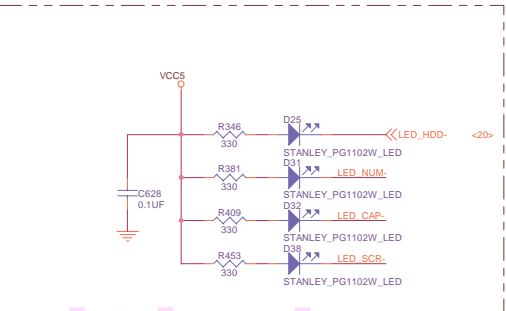 VCC5
R346
330
D25
STANLEY_PG1102W_LED
LED_HDD- <20>
R381
330
D31
STANLEY_PG1102W_LED
LED_NUM-
C628
0.1UF
R409
330
D32
STANLEY_PG1102W_LED
LED_CAP-
R453
330
D38
STANLEY_PG1102W_LED
LED_SCR-